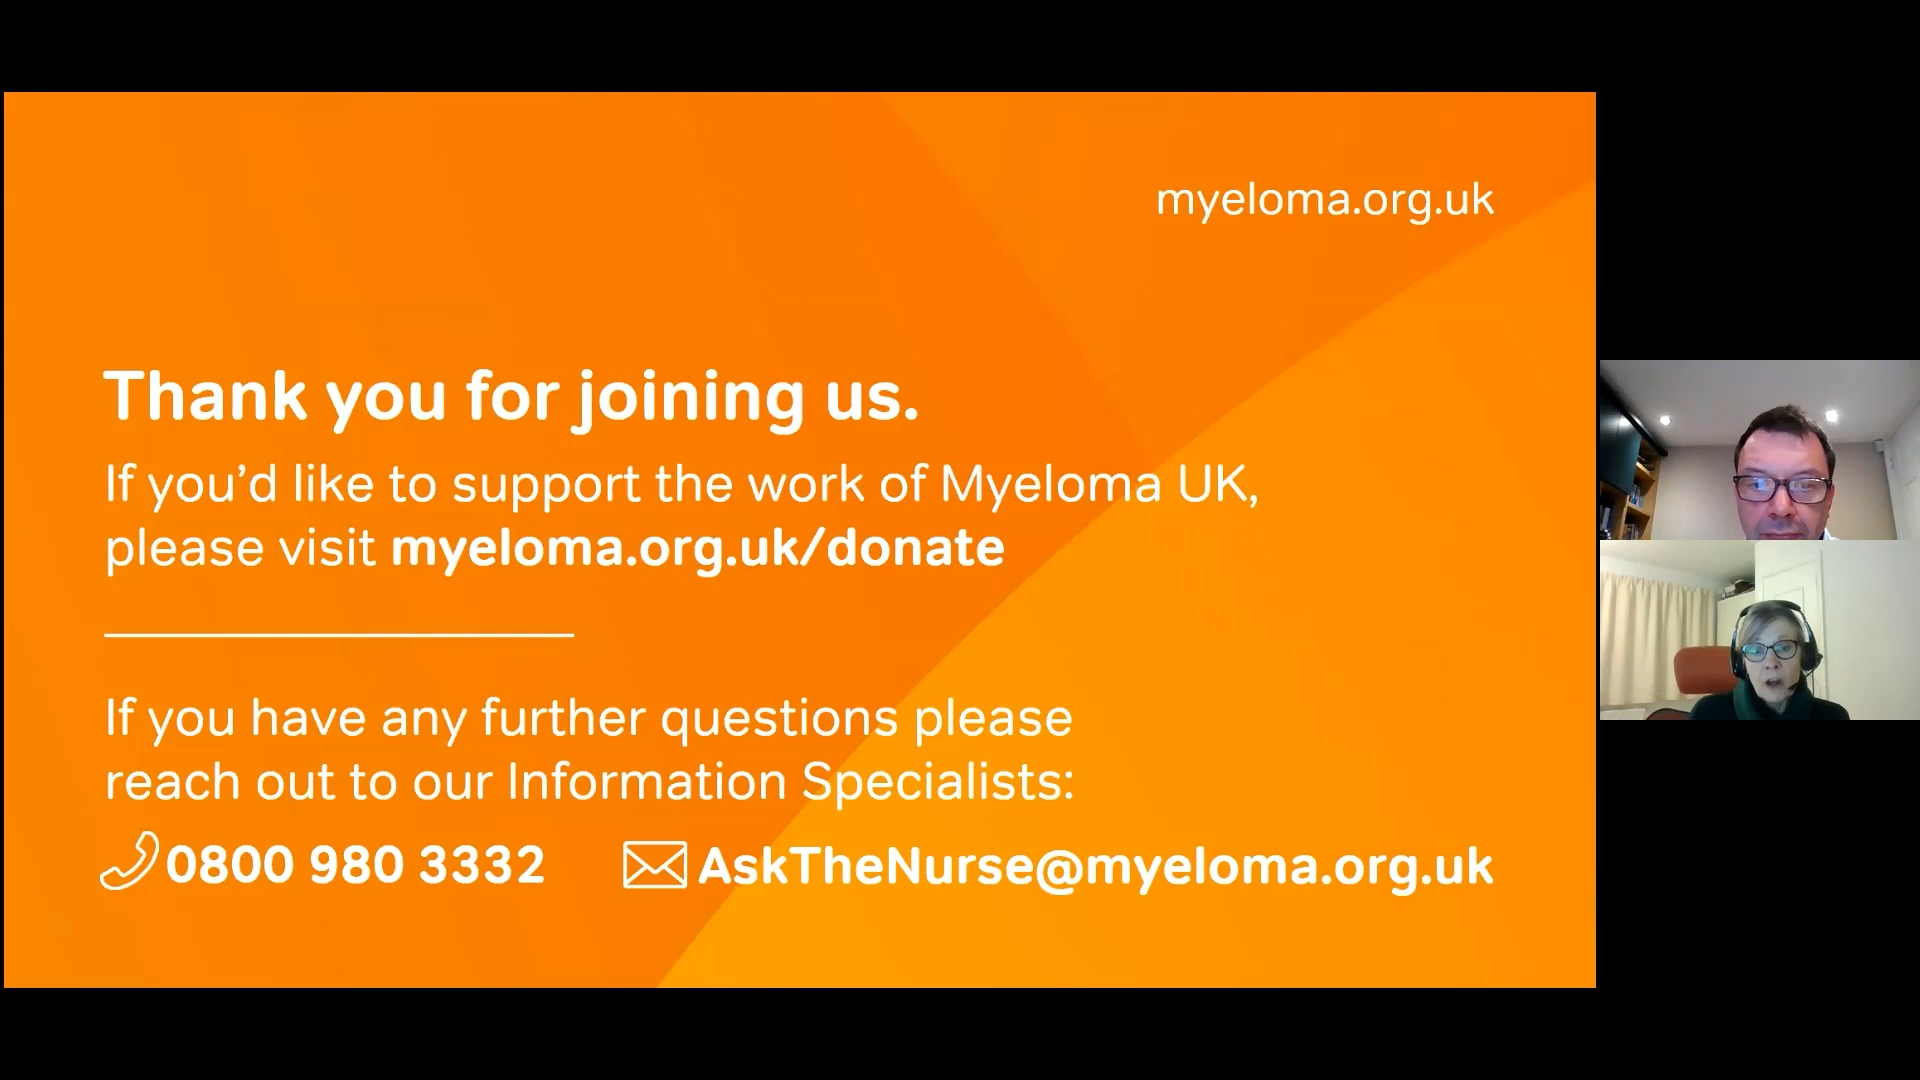 myeloma.org.uk
Thank you for joining us.
If you’d like to support the work of Myeloma UK,
please visit myeloma.org.uk/donate
If you have any further questions please
reach out to our Information Specialists:
0800 980 3332 AskTheNurse@myeloma.org.uk